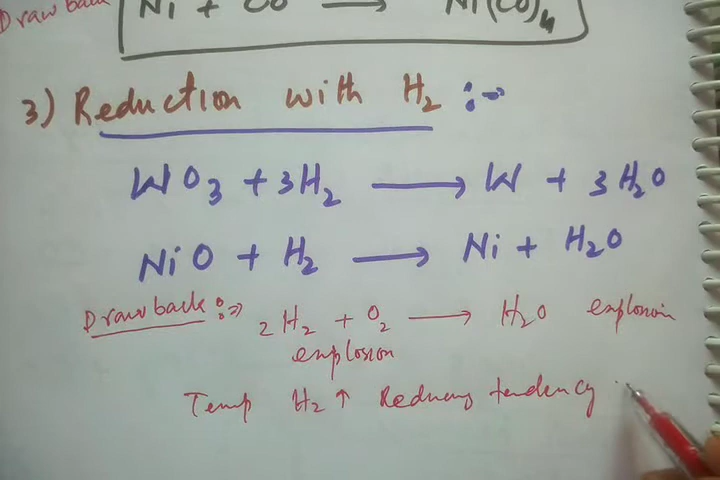 Drawback Ni + CO ⟶ Ni(CO)4
3) Reduction with H2 :→
WO3 + 3H2 ⟶ W + 3H2O
NiO + H2 ⟶ Ni + H2O
Drawback :⇒ 2H2 + O2 ⟶ H2O explosion
explosion
Temp H2 ↑ Reducing tendency